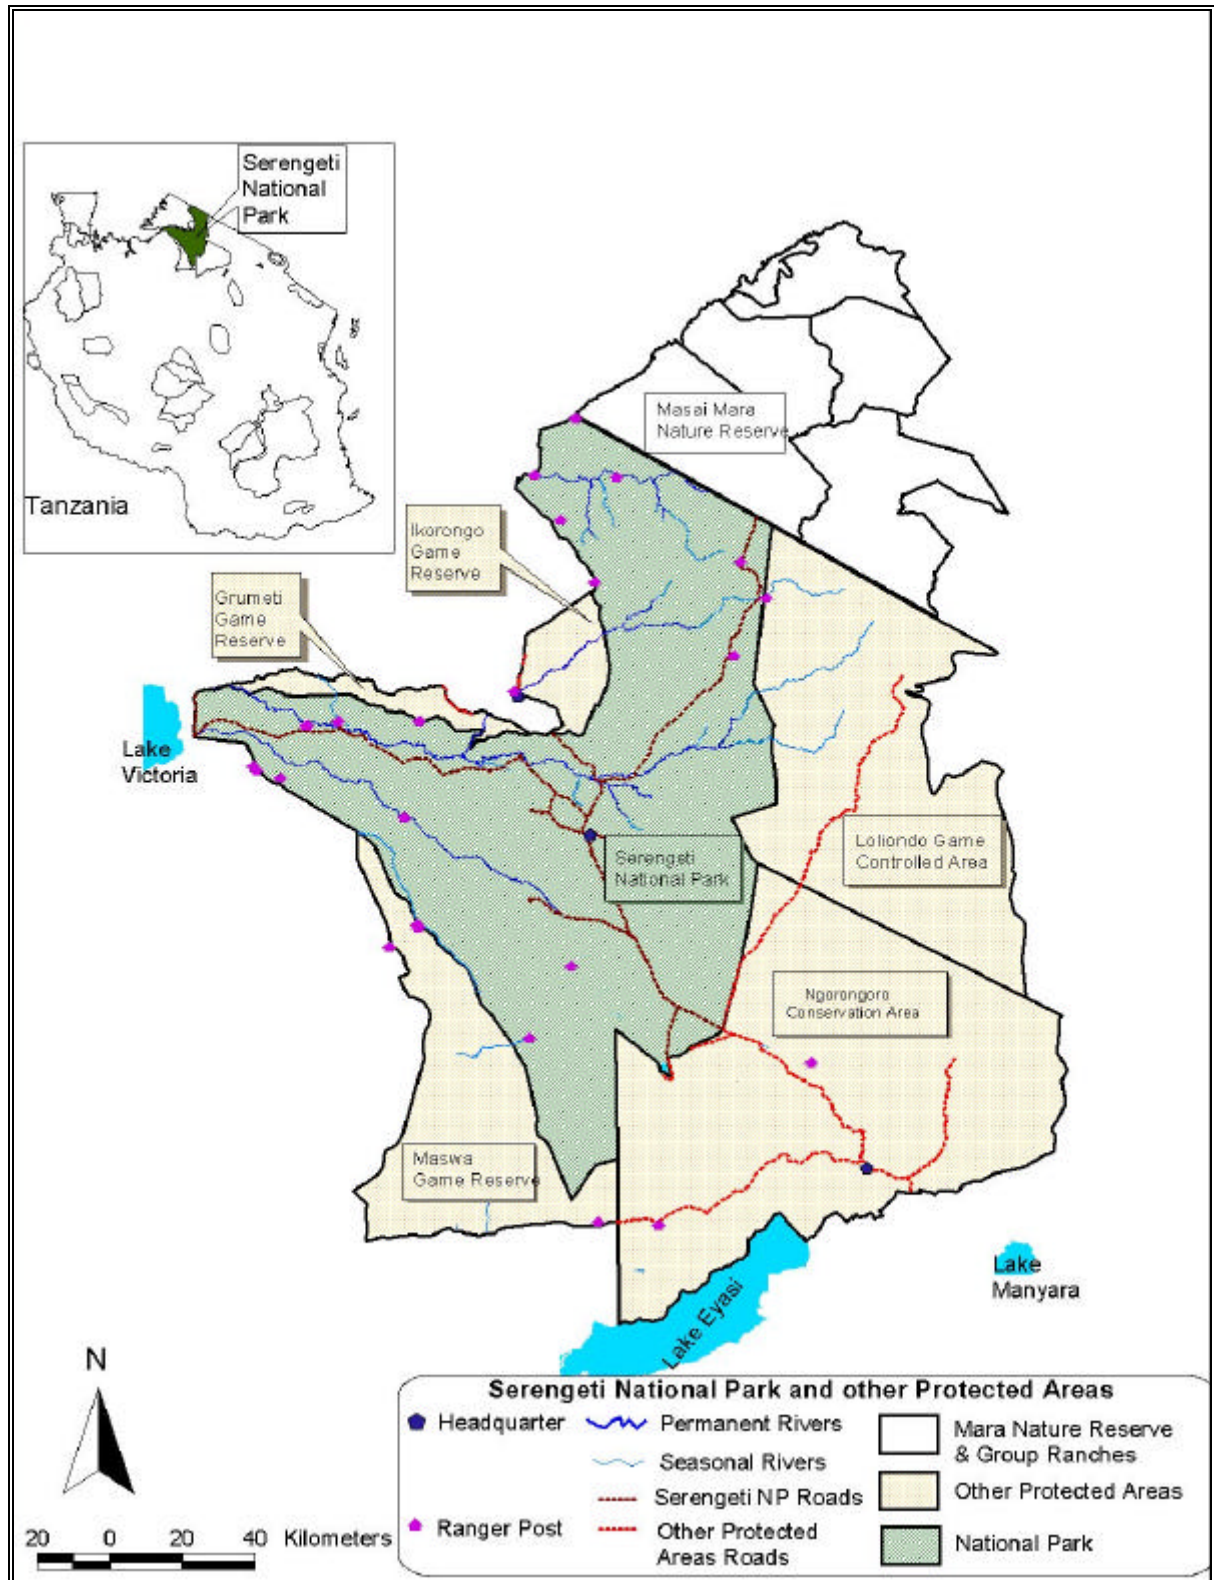 Serengeti
National
Park
Tanzania
Masai Mara
Nature Reserve
Ikorongo
Game
Reserve
Grumeti
Game
Reserve
Lake
Victoria
Serengeti
National Park
Loliondo Game
Controlled Area
Ngorongoro
Conservation Area
Maswa
Game Reserve
Lake Eyasi
Lake
Manyara
N
20 0 20 40 Kilometers
Serengeti National Park and other Protected Areas
Headquarter
Ranger Post
Permanent Rivers
Seasonal Rivers
Serengeti NP Roads
Other Protected
Areas Roads
Mara Nature Reserve
& Group Ranches
Other Protected Areas
National Park